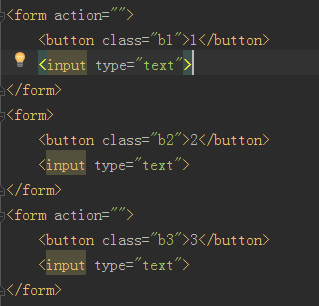 <form action="">
<button class="b1">1</button>
<input type="text">
</form>
<form>
<button class="b2">2</button>
<input type="text">
</form>
<form action="">
<button class="b3">3</button>
<input type="text">
</form>